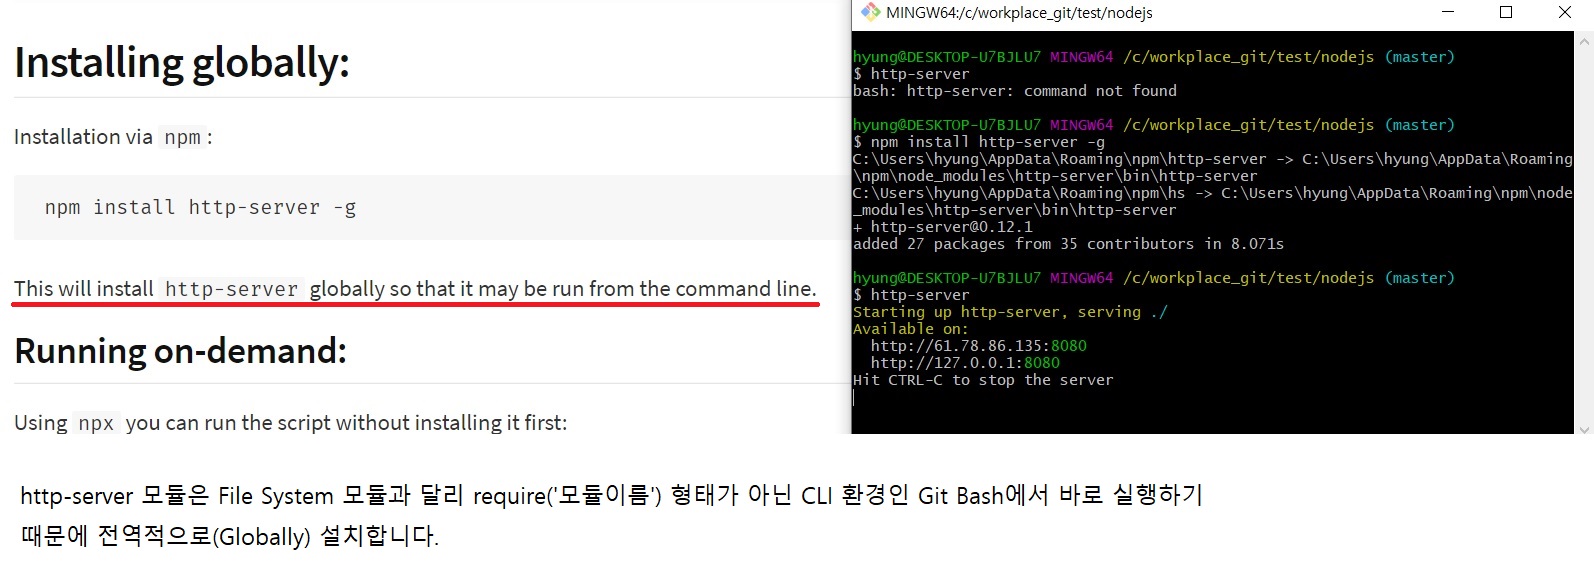 Installing globally:
Installation via npm:
npm install http-server -g
This will install http-server globally so that it may be run from the command line.
Running on-demand:
Using npx you can run the script without installing it first:
MINGW64:/c/workplace_git/test/nodejs
hyung@DESKTOP-U7BJLU7 MINGW64 /c/workplace_git/test/nodejs (master)
$ http-server
bash: http-server: command not found
hyung@DESKTOP-U7BJLU7 MINGW64 /c/workplace_git/test/nodejs (master)
$ npm install http-server -g
C:\Users\hyung\AppData\Roaming\npm\http-server -> C:\Users\hyung\AppData\Roaming
\npm\node_modules\http-server\bin\http-server
C:\Users\hyung\AppData\Roaming\npm\hs -> C:\Users\hyung\AppData\Roaming\npm\node
_modules\http-server\bin\http-server
+ http-server@0.12.1
added 27 packages from 35 contributors in 8.071s
hyung@DESKTOP-U7BJLU7 MINGW64 /c/workplace_git/test/nodejs (master)
$ http-server
Starting up http-server, serving ./
Available on:
http://61.78.86.135:8080
http://127.0.0.1:8080
Hit CTRL-C to stop the server
http-server 모듈은 File System 모듈과 달리 require('모듈이름') 형태가 아닌 CLI 환경인 Git Bash에서 바로 실행하기
때문에 전역적으로(Globally) 설치합니다.